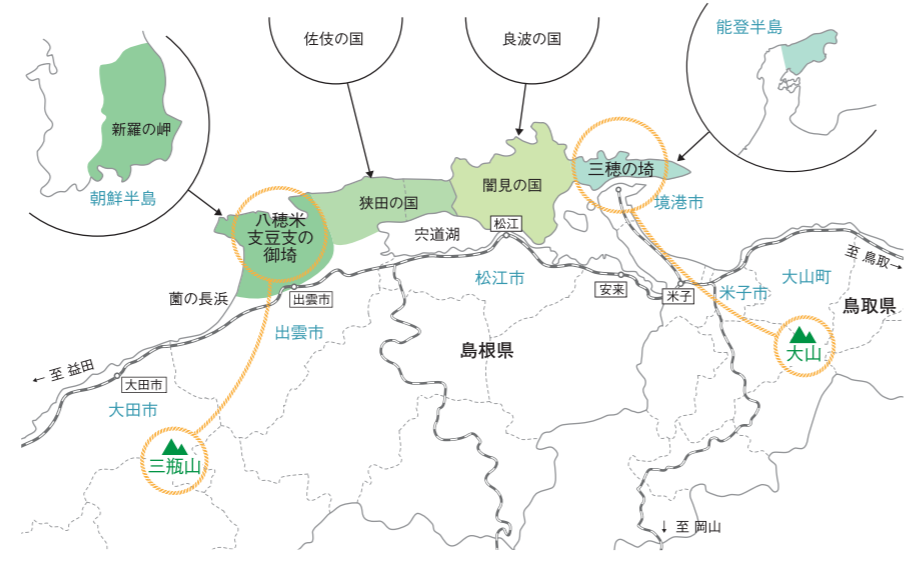 佐伎の国
良波の国
能登半島
新羅の岬
朝鮮半島
八穂米
支豆支の
御埼
狭田の国
闇見の国
三穂の埼
境港市
宍道湖
松江
至 鳥取→
大山町
松江市
安来
米子
米子市
鳥取県
薗の長浜
出雲市
出雲市
島根県
大山
← 至 益田
大田市
大田市
三瓶山
↓ 至 岡山